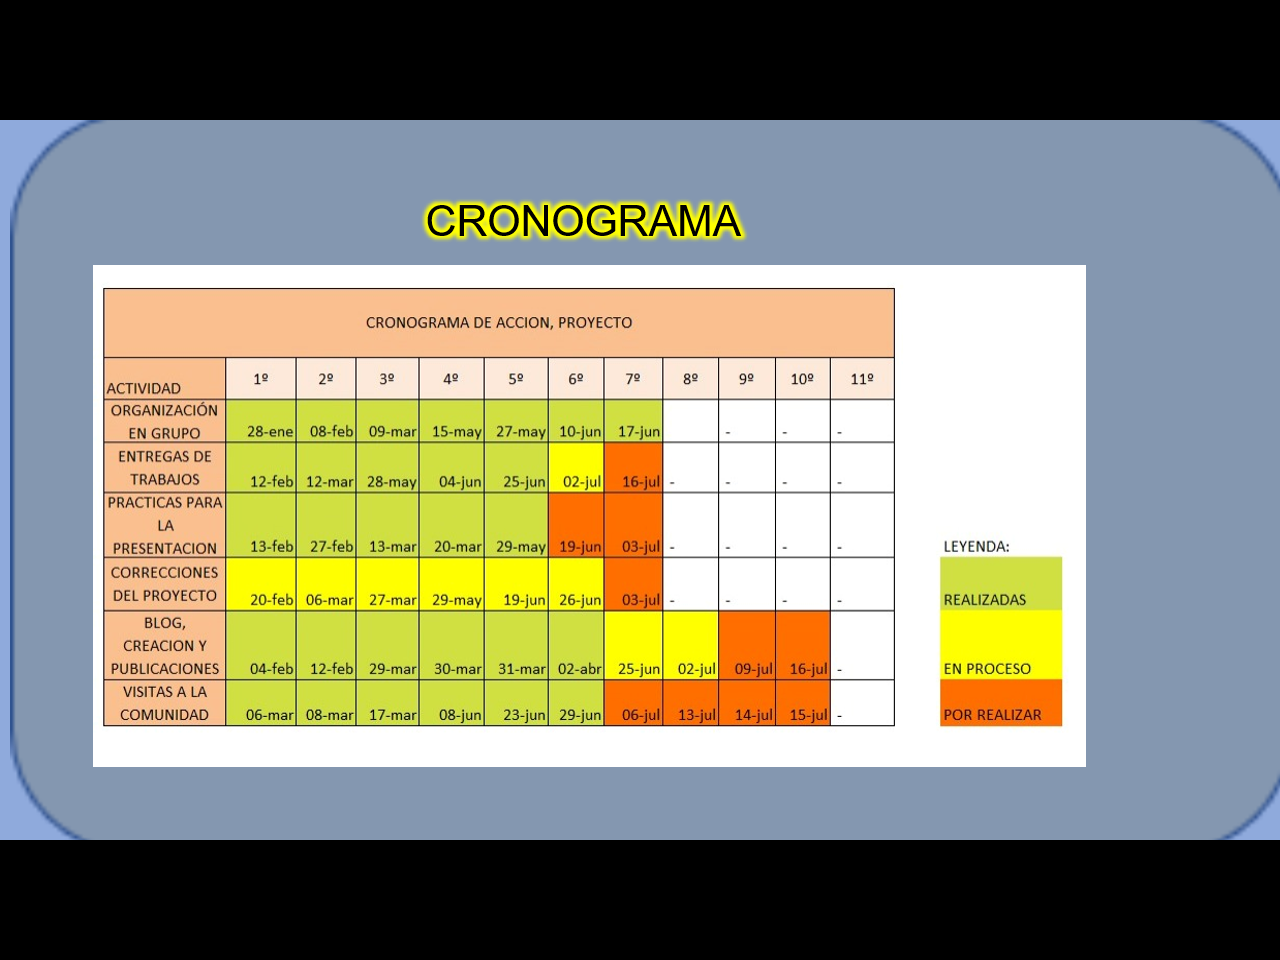 CRONOGRAMA
CRONOGRAMA DE ACCION, PROYECTO
ACTIVIDAD 1º 2º 3º 4º 5º 6º 7º 8º 9º 10º 11º
ORGANIZACIÓN
EN GRUPO 28-ene 08-feb 09-mar 15-may 27-may 10-jun 17-jun - - -
ENTREGAS DE
TRABAJOS 12-feb 12-mar 28-may 04-jun 25-jun 02-jul 16-jul - - - -
PRACTICAS PARA
LA
PRESENTACION 13-feb 27-feb 13-mar 20-mar 29-may 19-jun 03-jul - - - -
LEYENDA:
CORRECCIONES
DEL PROYECTO 20-feb 06-mar 27-mar 29-may 19-jun 26-jun 03-jul - - - -
REALIZADAS
BLOG,
CREACION Y
PUBLICACIONES 04-feb 12-feb 29-mar 30-mar 31-mar 02-abr 25-jun 02-jul 09-jul 16-jul -
EN PROCESO
VISITAS A LA
COMUNIDAD 06-mar 08-mar 17-mar 08-jun 23-jun 29-jun 06-jul 13-jul 14-jul 15-jul -
POR REALIZAR